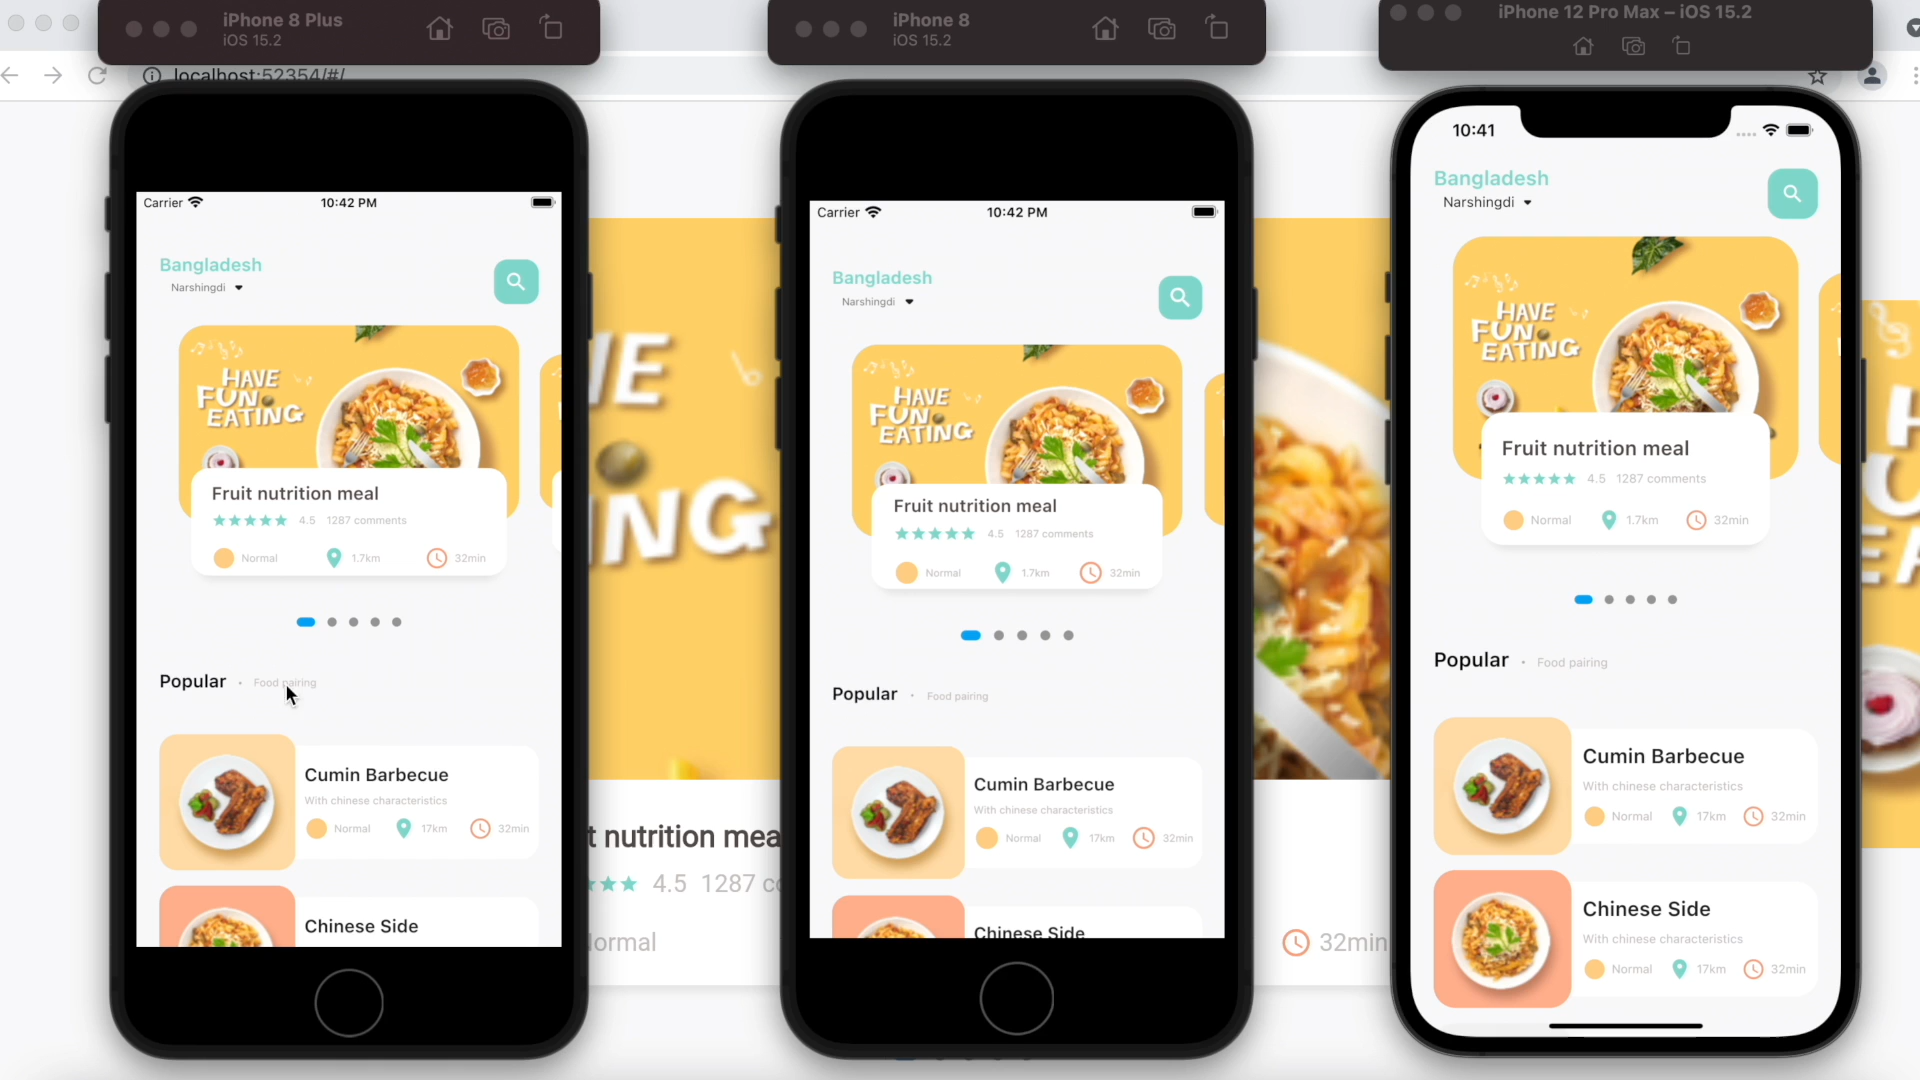 iPhone 8 Plus
iOS 15.2
iPhone 8
iOS 15.2
iPhone 12 Pro Max – iOS 15.2
localhost:52354/#/
Carrier
10:42 PM
Bangladesh
Narshingdi
HAVE
FUN
EATING
Fruit nutrition meal
4.5 1287 comments
Normal
1.7km
32min
Popular
Food pairing
Cumin Barbecue
With chinese characteristics
Normal
17km
32min
Chinese Side
Carrier
10:42 PM
Bangladesh
Narshingdi
HAVE
FUN
EATING
Fruit nutrition meal
4.5 1287 comments
Normal
1.7km
32min
Popular
Food pairing
Cumin Barbecue
With chinese characteristics
Normal
17km
32min
Chinese Side
10:41
Bangladesh
Narshingdi
HAVE
FUN
EATING
Fruit nutrition meal
4.5 1287 comments
Normal
1.7km
32min
Popular
Food pairing
Cumin Barbecue
With chinese characteristics
Normal
17km
32min
Chinese Side
With chinese characteristics
Normal
17km
32min
t nutrition mea
4.5 1287 co
ormal
32min